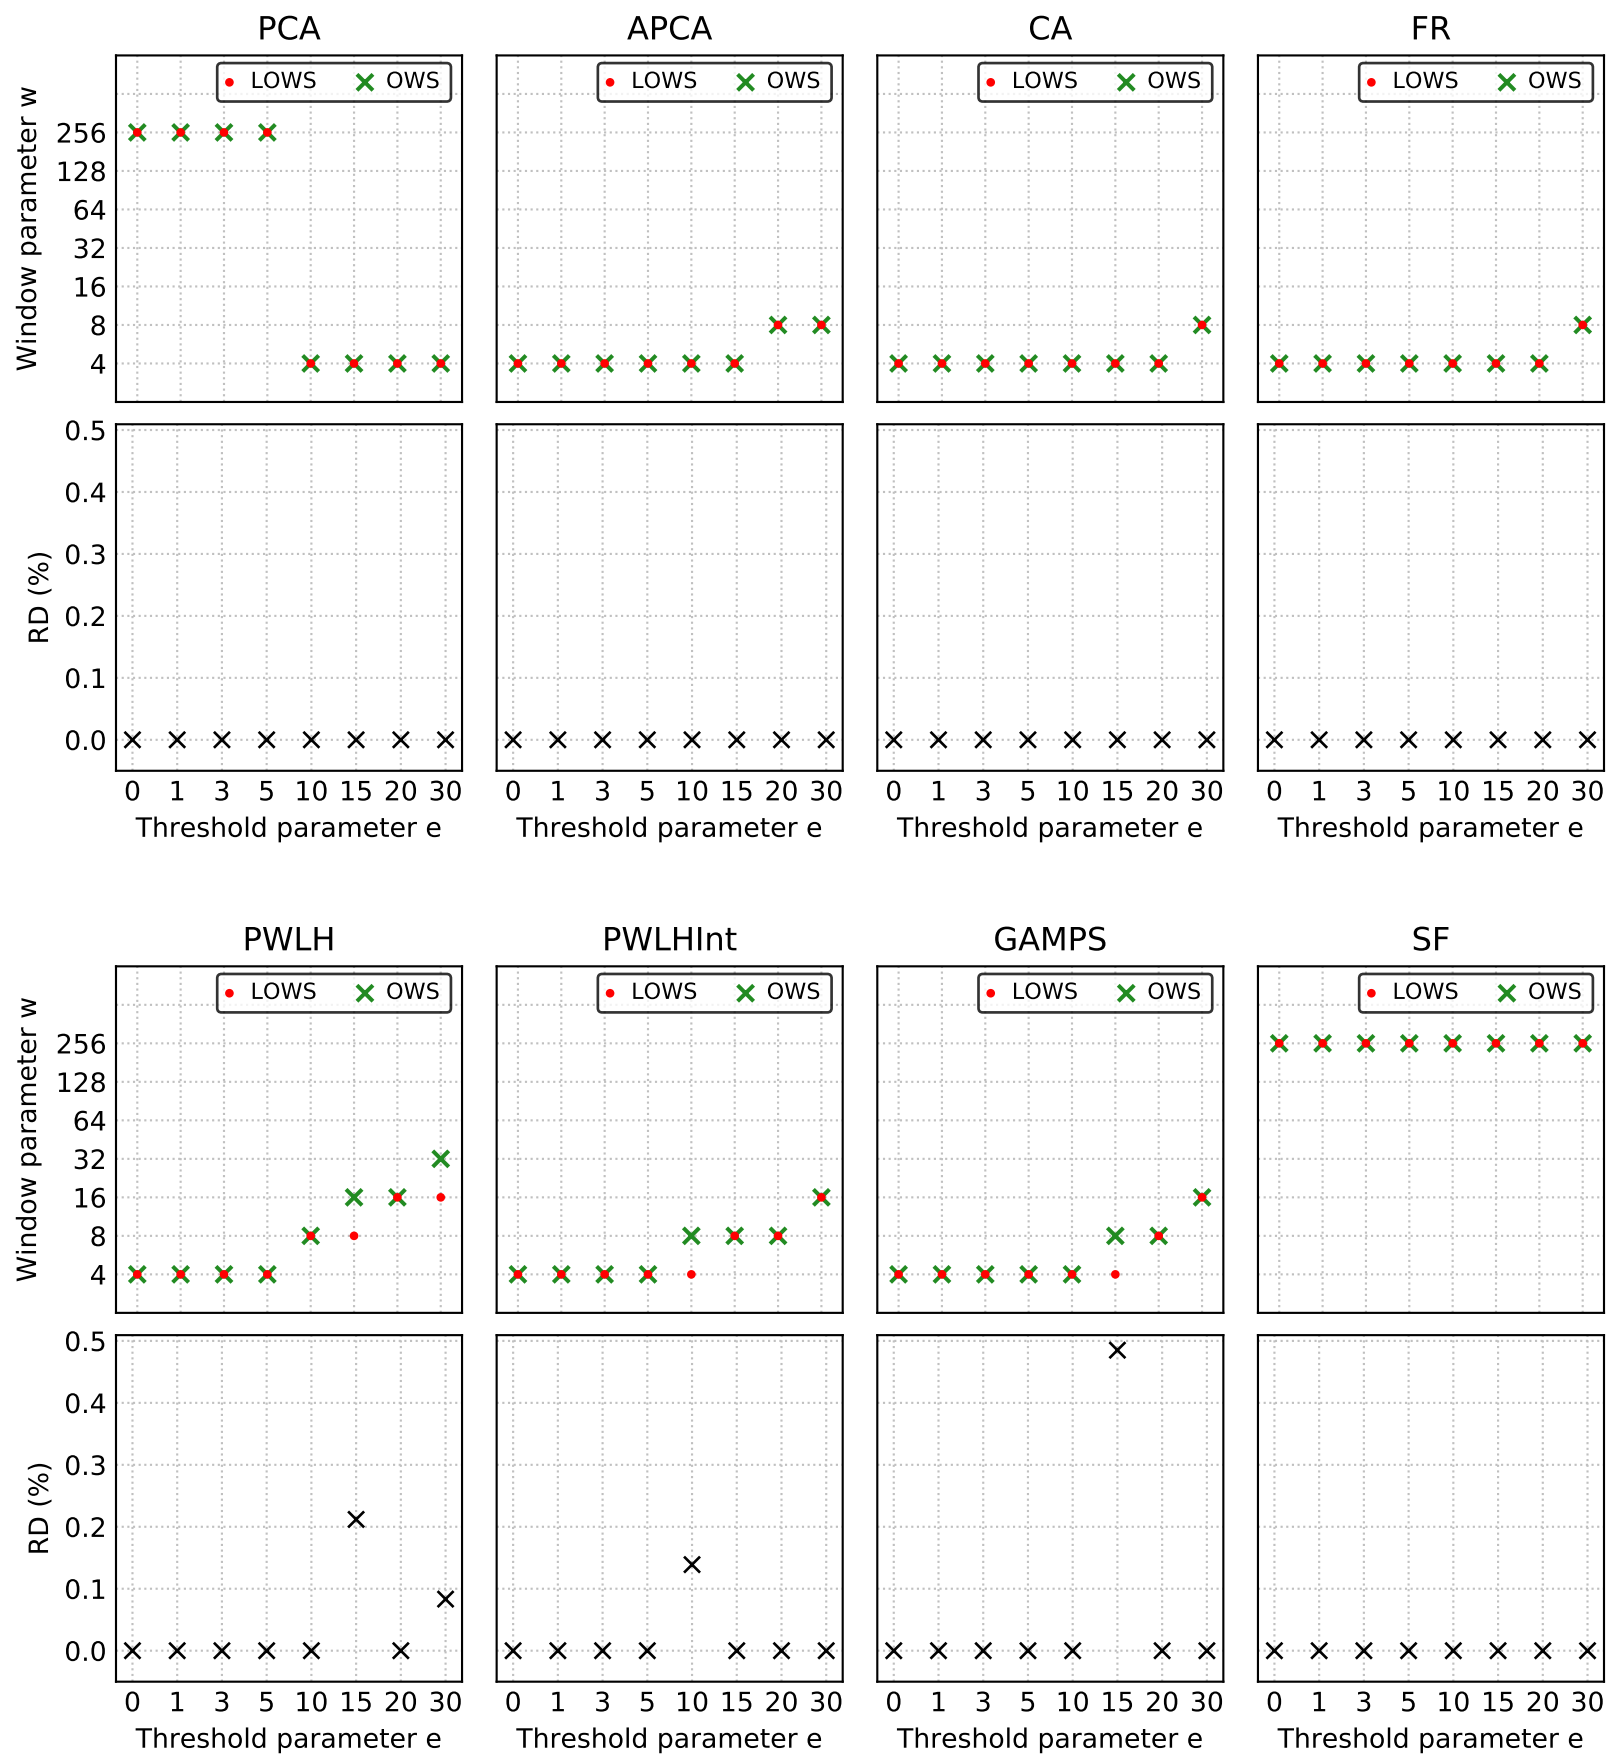 PCA APCA CA FR
LOWS OWS LOWS OWS LOWS OWS LOWS OWS
Window parameter w
256
128
64
32
16
8
4
0.5
0.4
0.3
0.2
0.1
0.0
RD (%)
0 1 3 5 10 15 20 30 0 1 3 5 10 15 20 30 0 1 3 5 10 15 20 30 0 1 3 5 10 15 20 30
Threshold parameter e Threshold parameter e Threshold parameter e Threshold parameter e
PWLH PWLHInt GAMPS SF
LOWS OWS LOWS OWS LOWS OWS LOWS OWS
Window parameter w
256
128
64
32
16
8
4
0.5
0.4
0.3
0.2
0.1
0.0
RD (%)
0 1 3 5 10 15 20 30 0 1 3 5 10 15 20 30 0 1 3 5 10 15 20 30 0 1 3 5 10 15 20 30
Threshold parameter e Threshold parameter e Threshold parameter e Threshold parameter e